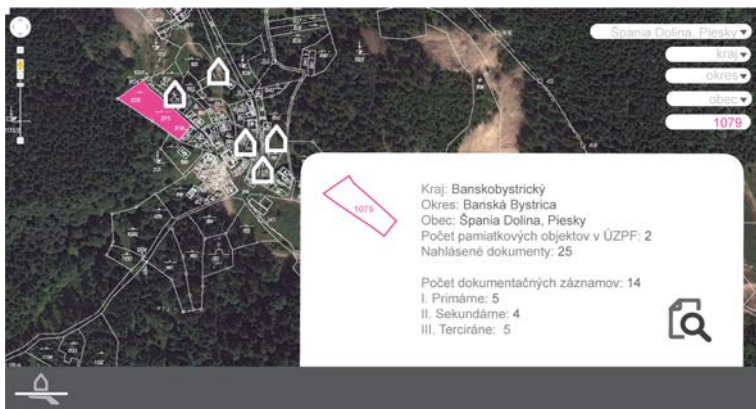 Špania Dolina, Piesky
kraj
okres
obec
1079
1079
Kraj: Banskobystrický
Okres: Banská Bystrica
Obec: Špania Dolina, Piesky
Počet pamiatkových objektov v ÚZPF: 2
Nahlásené dokumenty: 25
Počet dokumentačných záznamov: 14
I. Primárne: 5
II. Sekundárne: 4
III. Terciráne: 5